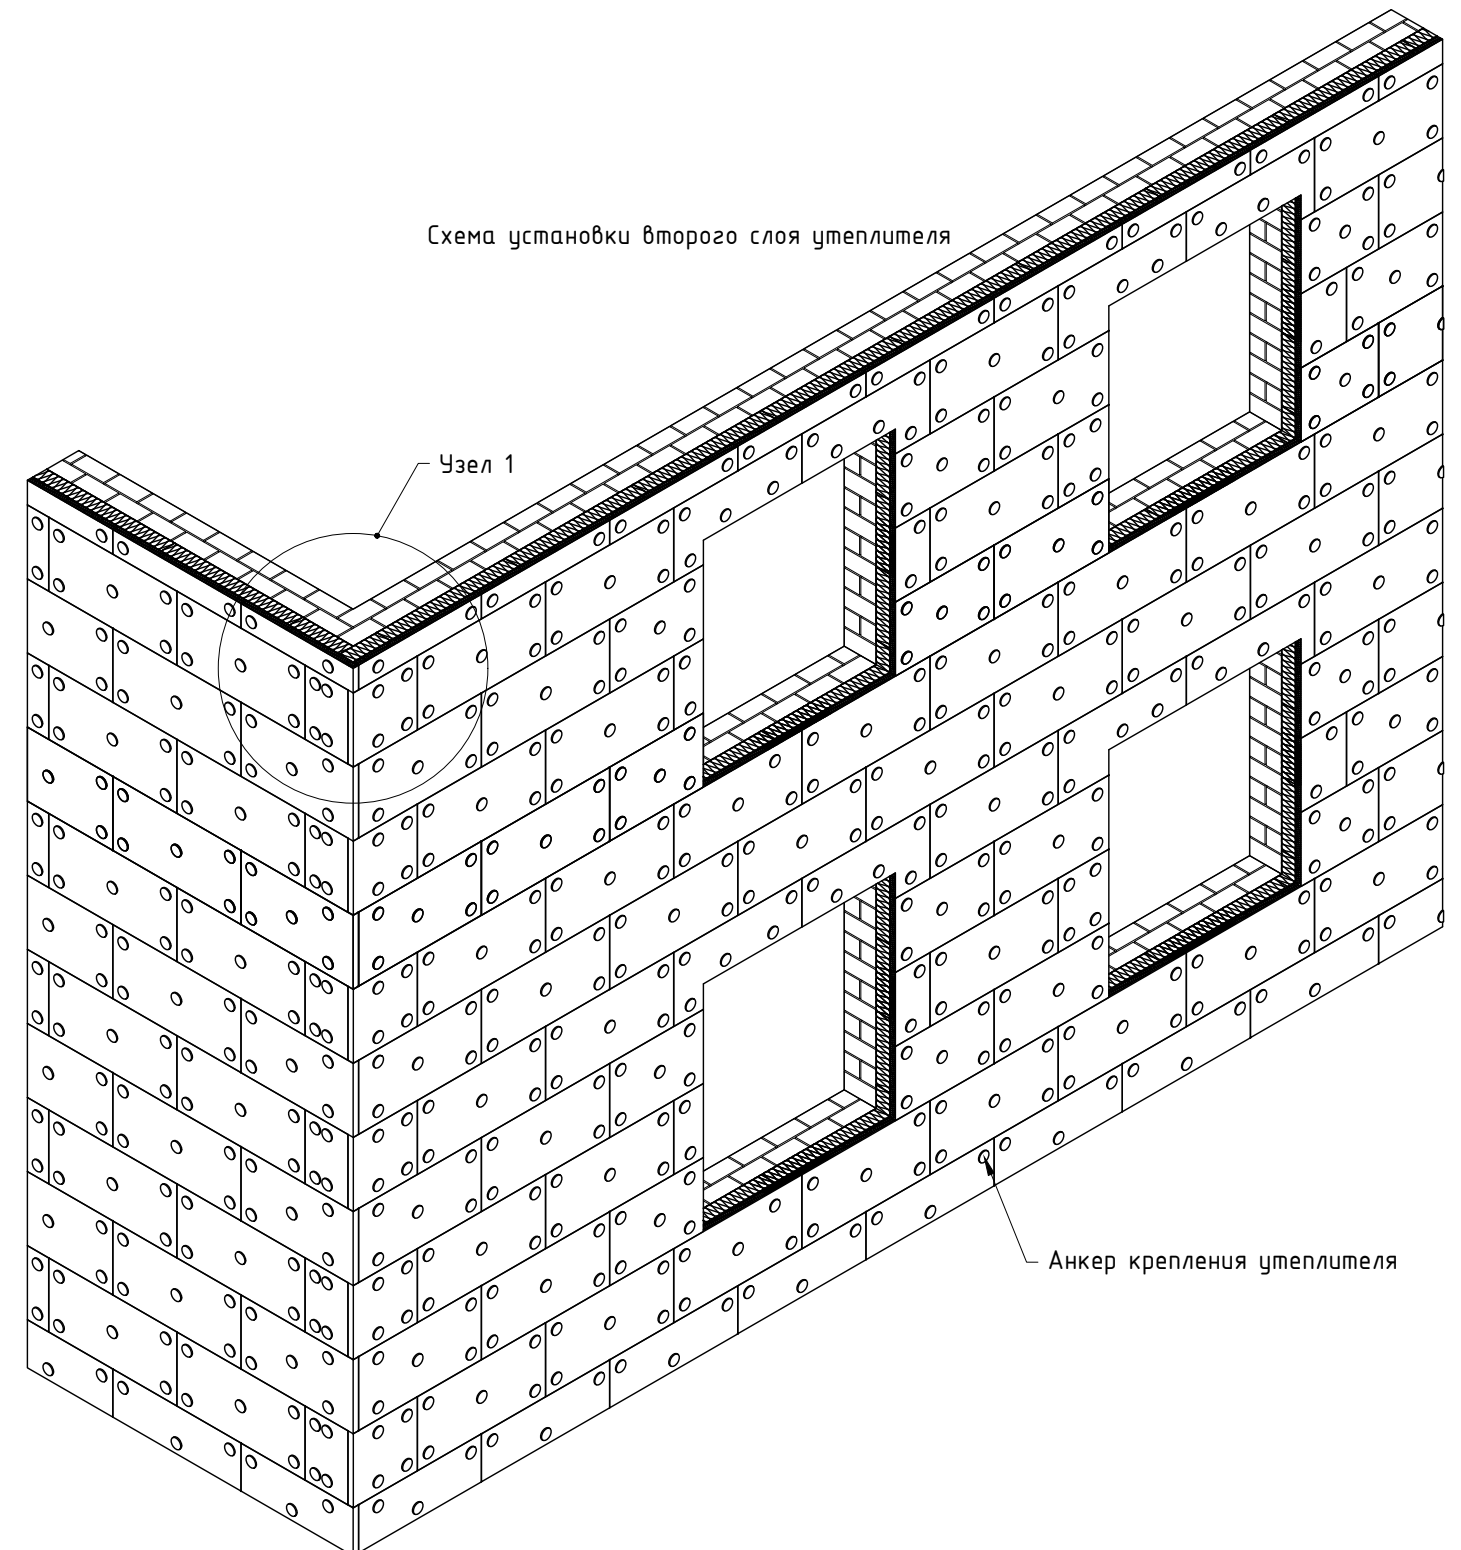 Схема установки второго слоя утеплителя
Узел 1
Анкер крепления утеплителя